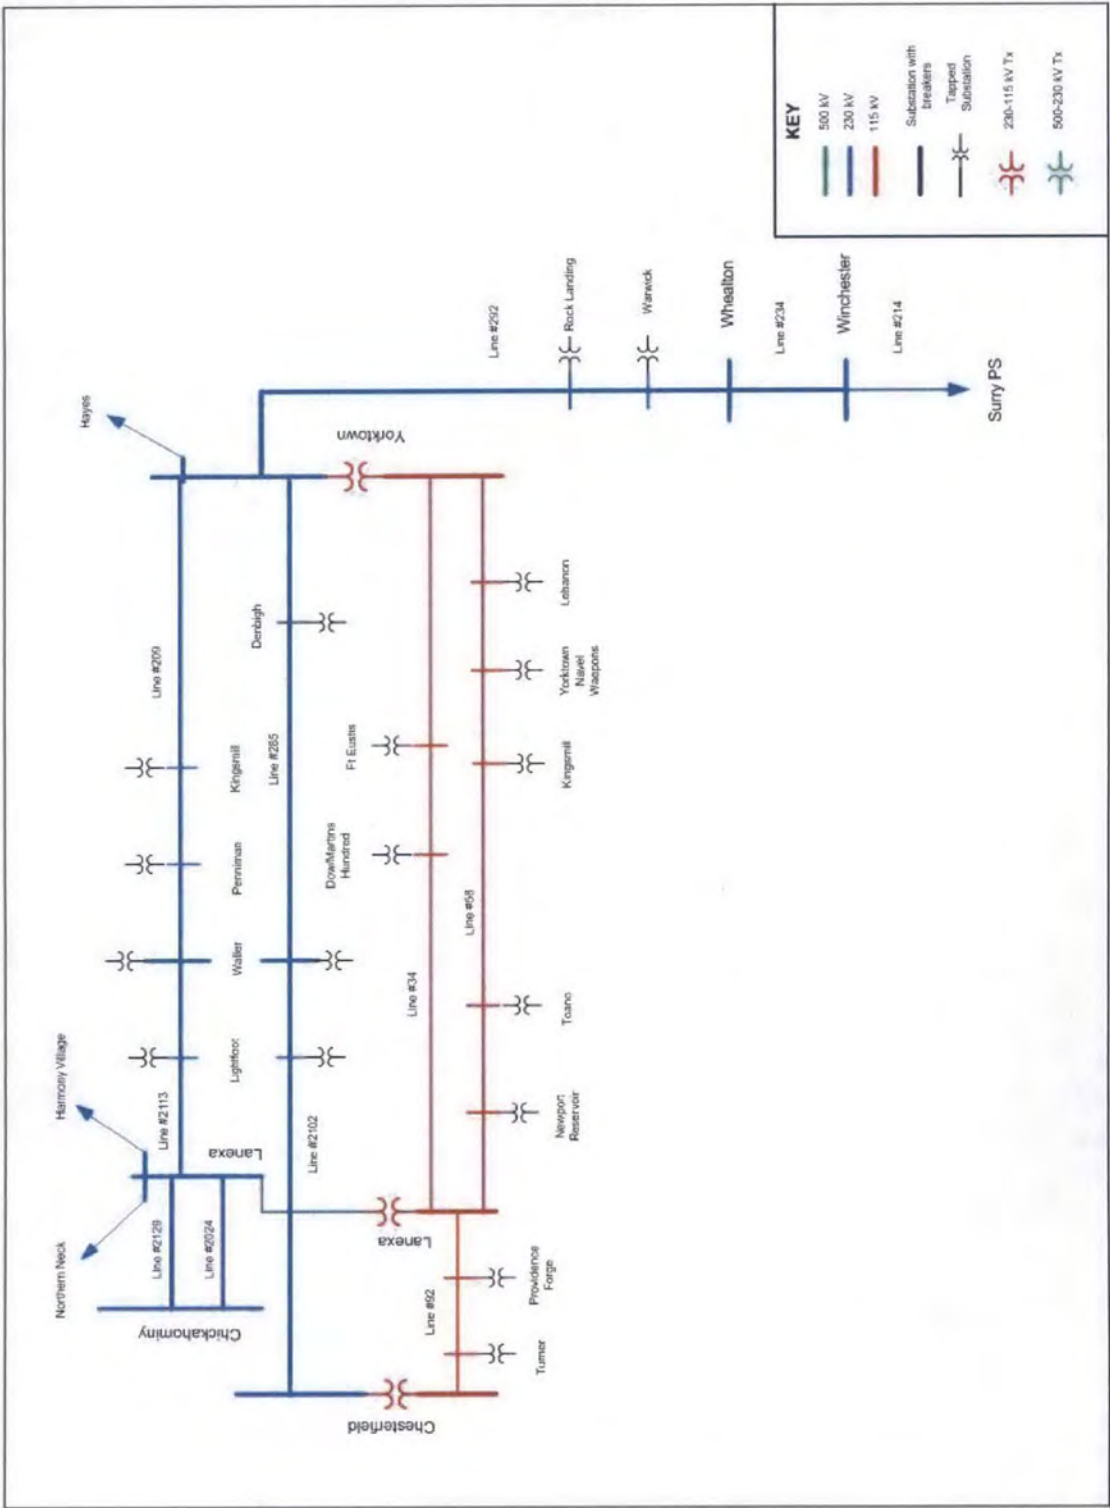 KEY
500 kV
230 kV
115 kV
Substation with
breakers
Tapped
Substation
230-115 kV Tx
500-230 kV Tx
Hayes
Harmony Village
Northern Neck
Line #209
Line #2113
Lanexa
Line #2129
Line #2024
Chickahominy
Kingsmill
Penniman
Waller
Lightfoot
Denbigh
Line #285
Line #2102
Yorktown
Line #292
Rock Landing
Warwick
Whealton
Line #234
Winchester
Line #214
Surry PS
Ft Eustis
Dow/Martins
Hundred
Line #34
Line #58
Lebanon
Yorktown
Navel
Waepons
Kingsmill
Toano
Newport
Reservoir
Lanexa
Line #92
Providence
Forge
Turner
Chesterfield